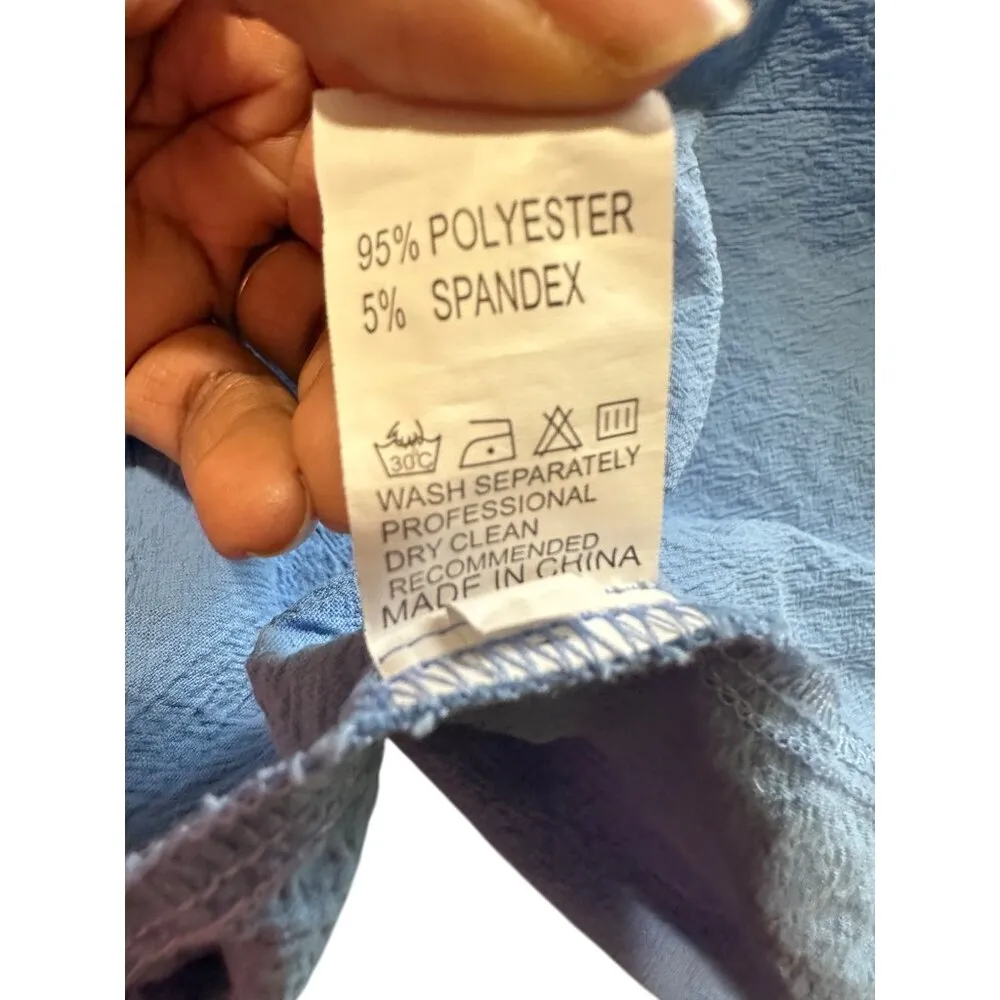 95% POLYESTER
5% SPANDEX
30℃
WASH SEPARATELY
PROFESSIONAL
DRY CLEAN
RECOMMENDED
MADE IN CHINA